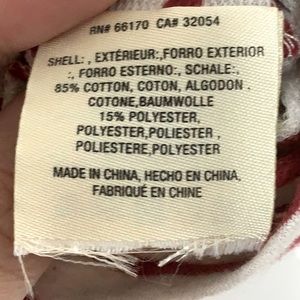 RN# 66170 CA# 32054
SHELL: , EXTÉRIEUR:,FORRO EXTERIOR
:, FORRO ESTERNO:, SCHALE:,
85% COTTON, COTON, ALGODON ,
COTONE,BAUMWOLLE
15% POLYESTER,
POLYESTER,POLIESTER ,
POLIESTERE,POLYESTER
MADE IN CHINA, HECHO EN CHINA,
FABRIQUÉ EN CHINE